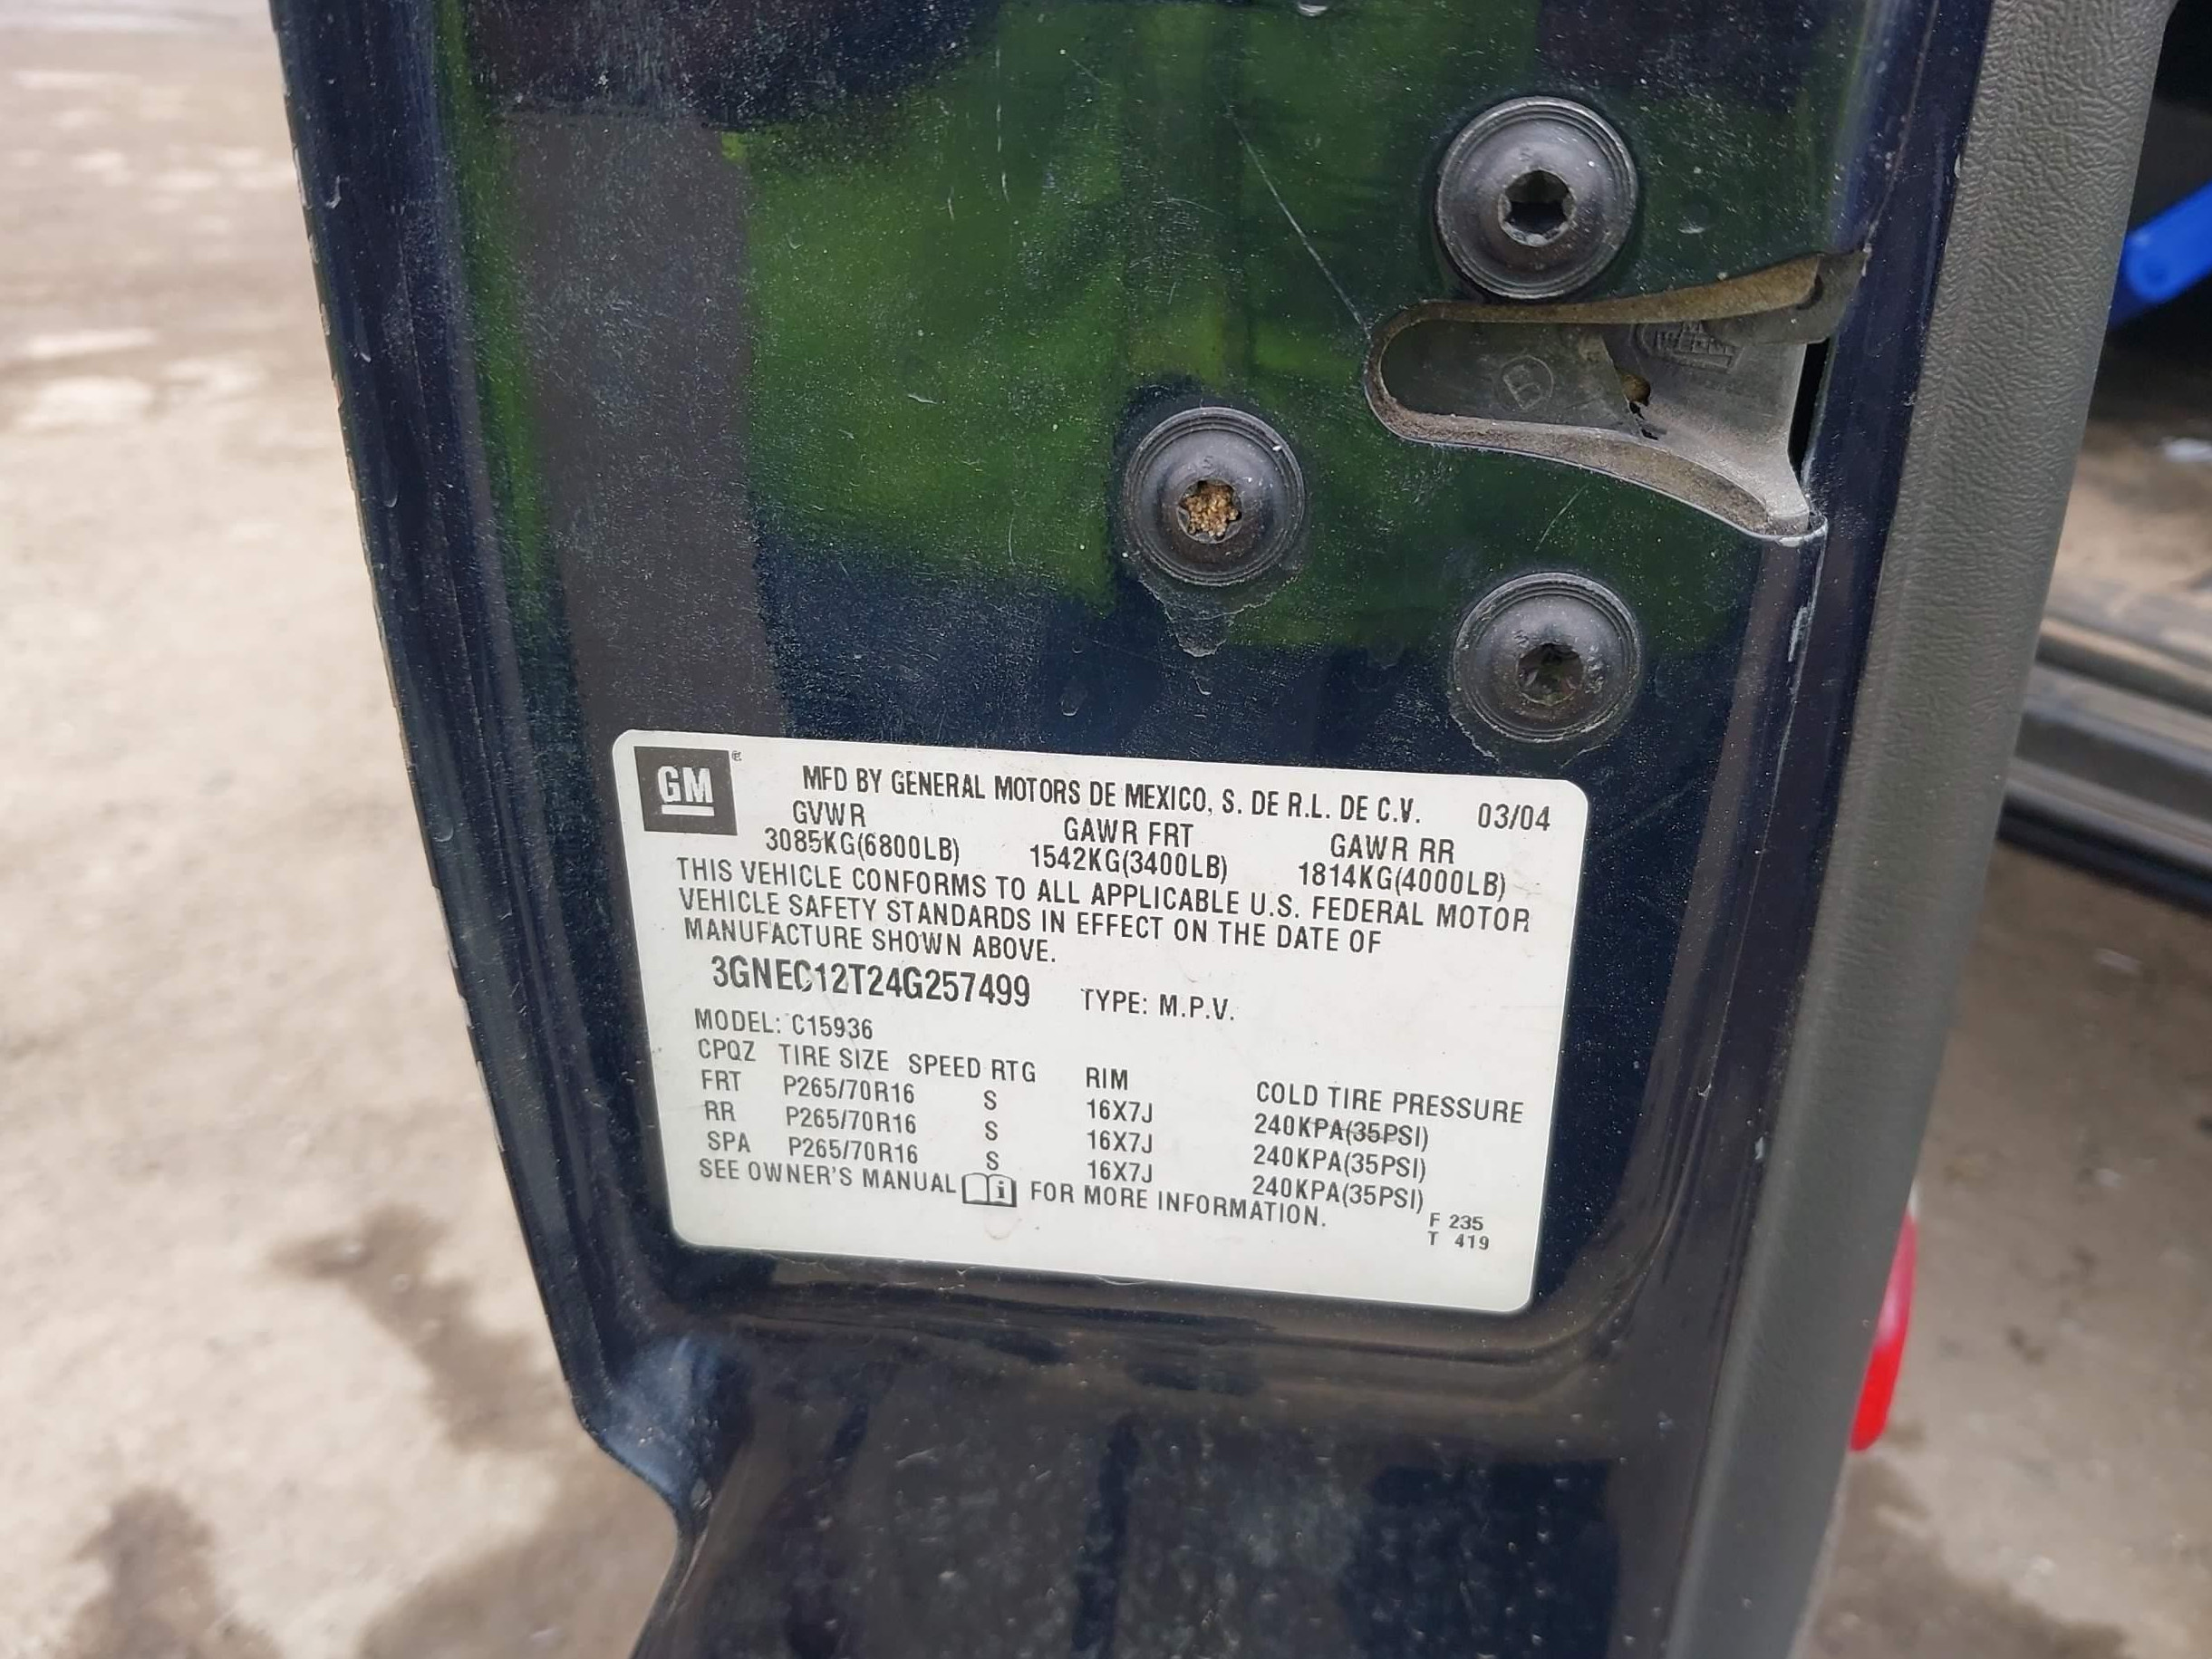 GM ®
MFD BY GENERAL MOTORS DE MEXICO, S. DE R.L. DE C.V. 03/04
GVWR GAWR FRT GAWR RR
3085KG(6800LB) 1542KG(3400LB) 1814KG(4000LB)
THIS VEHICLE CONFORMS TO ALL APPLICABLE U.S. FEDERAL MOTOR
VEHICLE SAFETY STANDARDS IN EFFECT ON THE DATE OF
MANUFACTURE SHOWN ABOVE.
3GNEC12T24G257499 TYPE: M.P.V.
MODEL: C15936
CPQZ TIRE SIZE SPEED RTG RIM COLD TIRE PRESSURE
FRT P265/70R16 S 16X7J 240KPA(35PSI)
RR P265/70R16 S 16X7J 240KPA(35PSI)
SPA P265/70R16 S 16X7J 240KPA(35PSI)
SEE OWNER'S MANUAL i FOR MORE INFORMATION.
F 235
T 419